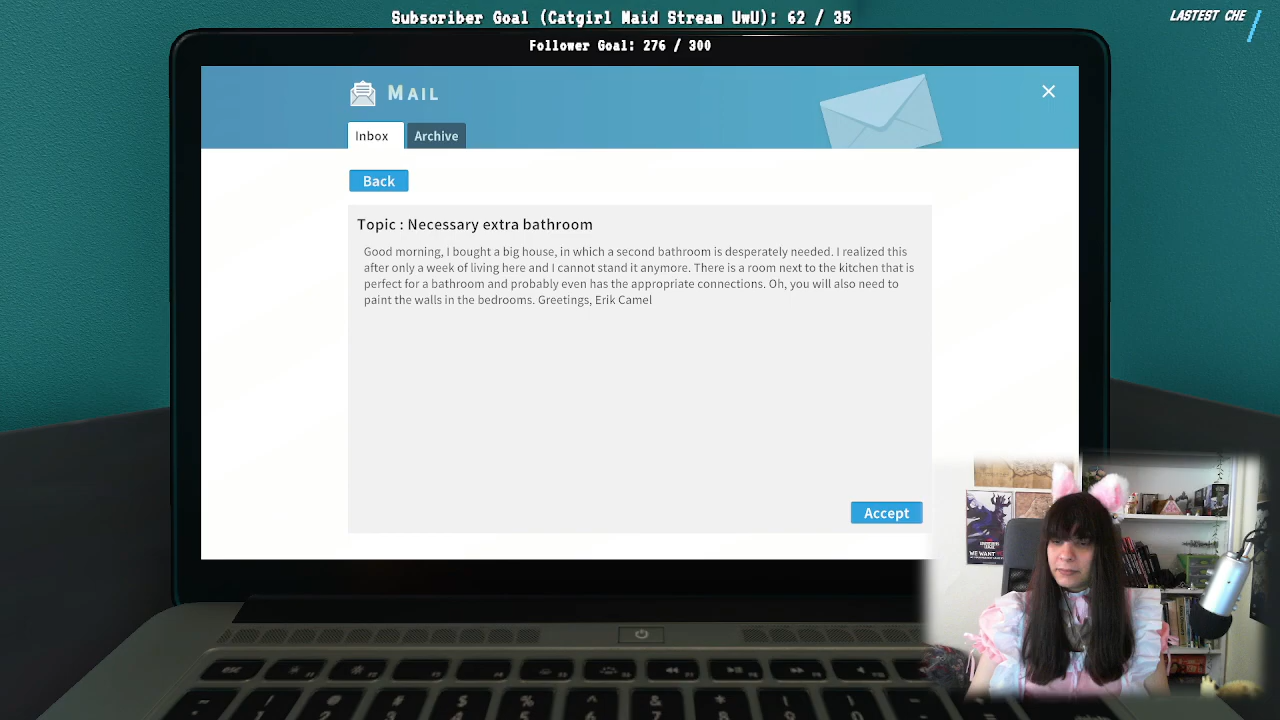 Subscriber Goal (Catgirl Maid Stream UwU): 62 / 35
LASTEST CHE
Follower Goal: 276 / 300
MAIL
Inbox
Archive
Back
Topic : Necessary extra bathroom
Good morning, I bought a big house, in which a second bathroom is desperately needed. I realized this
after only a week of living here and I cannot stand it anymore. There is a room next to the kitchen that is
perfect for a bathroom and probably even has the appropriate connections. Oh, you will also need to
paint the walls in the bedrooms. Greetings, Erik Camel
Accept
WE WANT